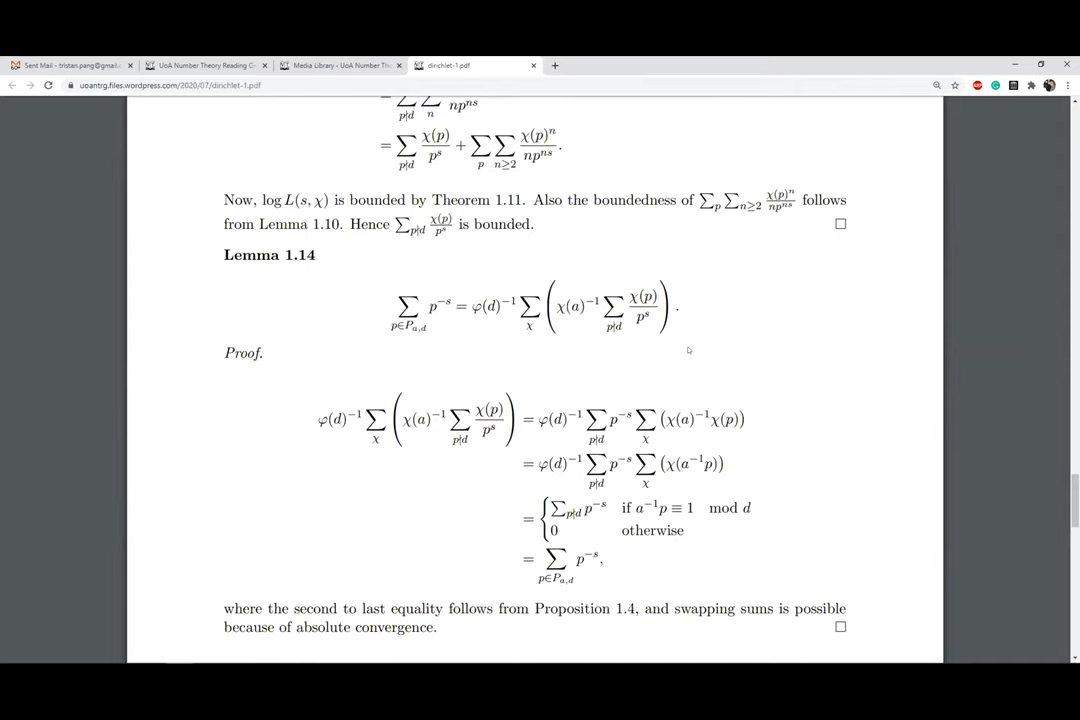 Sent Mail - tristan.pang@gmail.c
UoA Number Theory Reading Gr
Media Library ‹ UoA Number The
dirichlet-1.pdf
uoantrg.files.wordpress.com/2020/07/dirichlet-1.pdf
= ∑_{p∤d} ∑_n / np^{ns}
= ∑_{p∤d} χ(p)/p^s + ∑_p ∑_{n≥2} χ(p)^n/np^{ns}.
Now, log L(s, χ) is bounded by Theorem 1.11. Also the boundedness of ∑_p ∑_{n≥2} χ(p)^n/np^{ns} follows
from Lemma 1.10. Hence ∑_{p∤d} χ(p)/p^s is bounded. □
Lemma 1.14
∑_{p∈P_{a,d}} p^{−s} = φ(d)^{−1} ∑_χ ( χ(a)^{−1} ∑_{p∤d} χ(p)/p^s ).
Proof.
φ(d)^{−1} ∑_χ ( χ(a)^{−1} ∑_{p∤d} χ(p)/p^s ) = φ(d)^{−1} ∑_{p∤d} p^{−s} ∑_χ (χ(a)^{−1}χ(p))
= φ(d)^{−1} ∑_{p∤d} p^{−s} ∑_χ (χ(a^{−1}p))
= { ∑_{p∤d} p^{−s} if a^{−1}p ≡ 1 mod d
0 otherwise
= ∑_{p∈P_{a,d}} p^{−s},
where the second to last equality follows from Proposition 1.4, and swapping sums is possible
because of absolute convergence. □